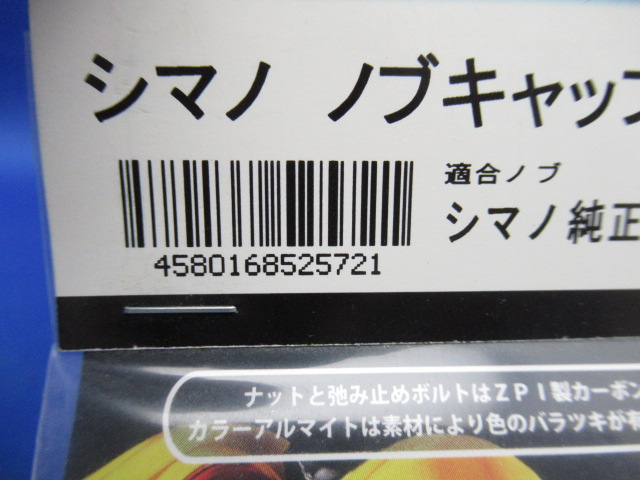 シマノ ノブキャップ
適合ノブ
シマノ純正
4580168525721
ナットと弛み止めボルトはZPI製カーボン
カラーアルマイトは素材により色のバラツキが有